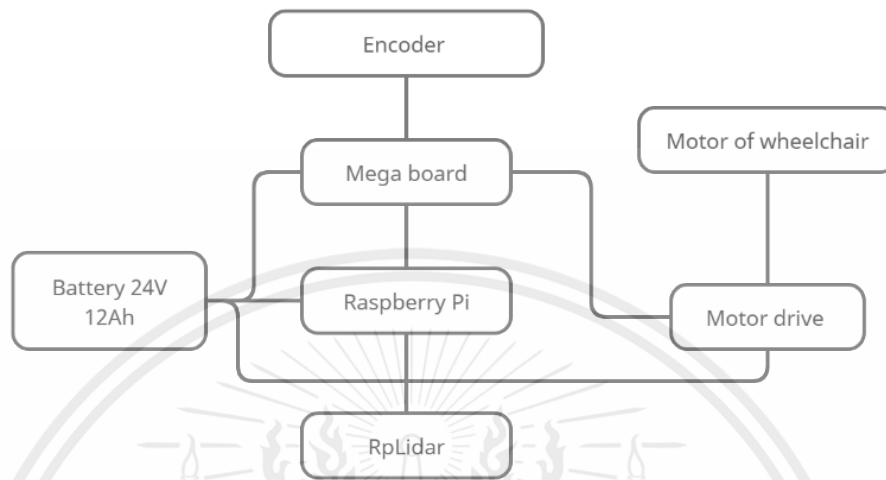 Encoder
Motor of wheelchair
Mega board
Battery 24V
12Ah
Raspberry Pi
Motor drive
RpLidar